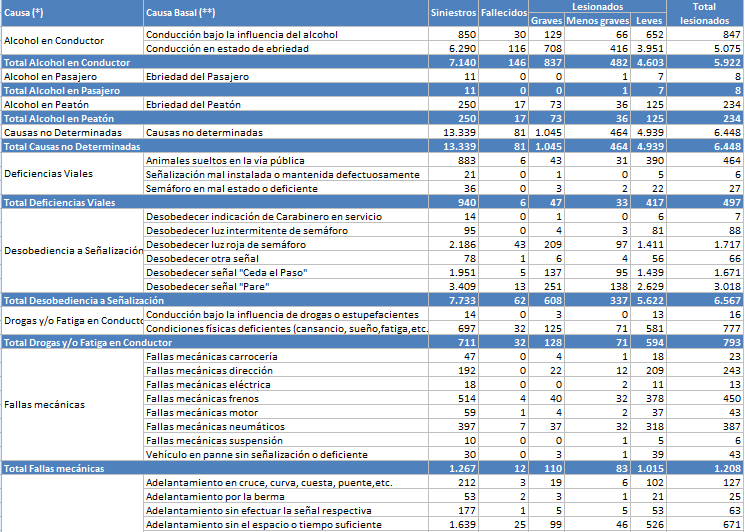 Causa (*) Causa Basal (**) Siniestros Fallecidos Lesionados Total
Graves Menos graves Leves lesionados
Alcohol en Conductor Conducción bajo la influencia del alcohol 850 30 129 66 652 847
Conducción en estado de ebriedad 6.290 116 708 416 3.951 5.075
Total Alcohol en Conductor 7.140 146 837 482 4.603 5.922
Alcohol en Pasajero Ebriedad del Pasajero 11 0 0 1 7 8
Total Alcohol en Pasajero 11 0 0 1 7 8
Alcohol en Peatón Ebriedad del Peatón 250 17 73 36 125 234
Total Alcohol en Peatón 250 17 73 36 125 234
Causas no Determinadas Causas no determinadas 13.339 81 1.045 464 4.939 6.448
Total Causas no Determinadas 13.339 81 1.045 464 4.939 6.448
Deficiencias Viales Animales sueltos en la vía pública 883 6 43 31 390 464
Señalización mal instalada o mantenida defectuosamente 21 0 1 0 5 6
Semáforo en mal estado o deficiente 36 0 3 2 22 27
Total Deficiencias Viales 940 6 47 33 417 497
Desobediencia a Señalización Desobedecer indicación de Carabinero en servicio 14 0 1 0 6 7
Desobedecer luz intermitente de semáforo 95 0 4 3 81 88
Desobedecer luz roja de semáforo 2.186 43 209 97 1.411 1.717
Desobedecer otra señal 78 1 6 4 56 66
Desobedecer señal "Ceda el Paso" 1.951 5 137 95 1.439 1.671
Desobedecer señal "Pare" 3.409 13 251 138 2.629 3.018
Total Desobediencia a Señalización 7.733 62 608 337 5.622 6.567
Drogas y/o Fatiga en Conducto Conducción bajo la influencia de drogas o estupefacientes 14 0 3 0 13 16
Condiciones físicas deficientes (cansancio, sueño,fatiga,etc. 697 32 125 71 581 777
Total Drogas y/o Fatiga en Conductor 711 32 128 71 594 793
Fallas mecánicas Fallas mecánicas carrocería 47 0 4 1 18 23
Fallas mecánicas dirección 192 0 22 12 209 243
Fallas mecánicas eléctrica 18 0 0 2 11 13
Fallas mecánicas frenos 514 4 40 32 378 450
Fallas mecánicas motor 59 1 4 2 37 43
Fallas mecánicas neumáticos 397 7 37 32 318 387
Fallas mecánicas suspensión 10 0 0 1 5 6
Vehículo en panne sin señalización o deficiente 30 0 3 1 39 43
Total Fallas mecánicas 1.267 12 110 83 1.015 1.208
Adelantamiento en cruce, curva, cuesta, puente,etc. 212 3 19 6 102 127
Adelantamiento por la berma 53 2 3 1 21 25
Adelantamiento sin efectuar la señal respectiva 177 1 5 5 53 63
Adelantamiento sin el espacio o tiempo suficiente 1.639 25 99 46 526 671